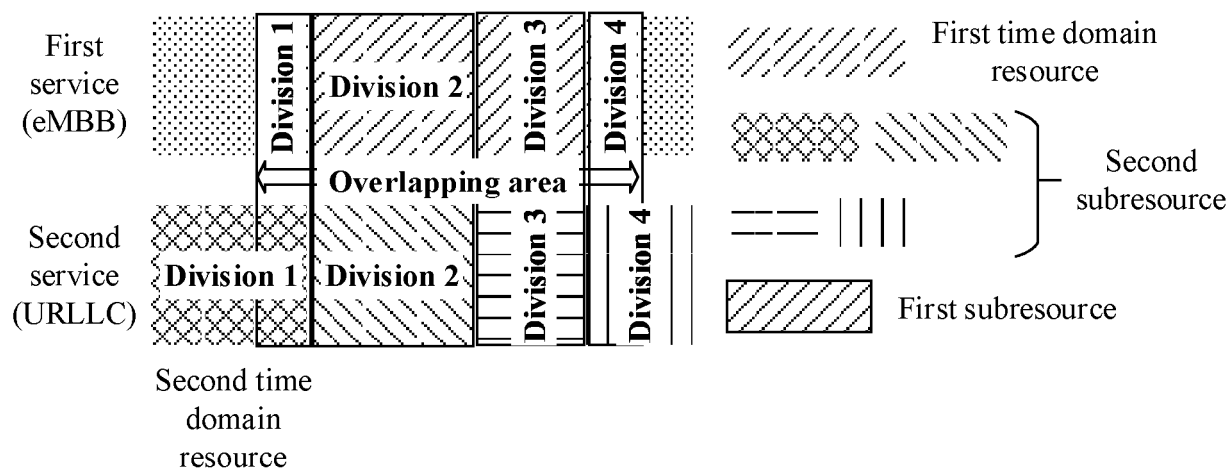 First
service
(eMBB)
Division 1
Division 2
Division 3
Division 4
Overlapping area
Second
service
(URLLC)
Division 1
Division 2
Division 3
Division 4
Second time
domain
resource
First time domain
resource
Second
subresource
First subresource